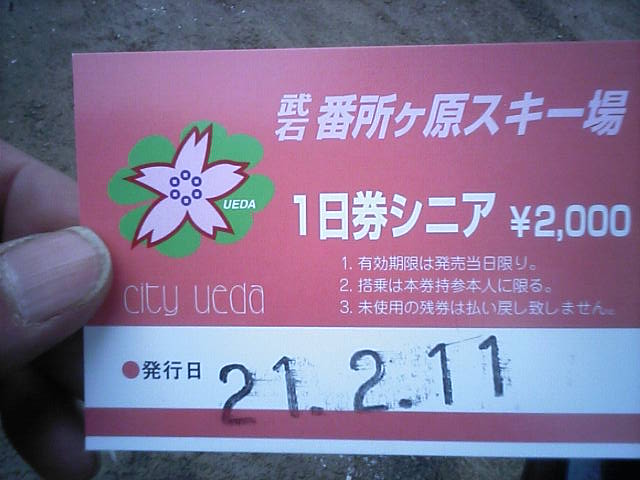 武石 番所ヶ原スキー場
UEDA
1日券シニア ¥2,000
1. 有効期限は発売当日限り。
2. 搭乗は本券持参本人に限る。
3. 未使用の残券は払い戻し致しません。
city ueda
●発行日 21.2.11